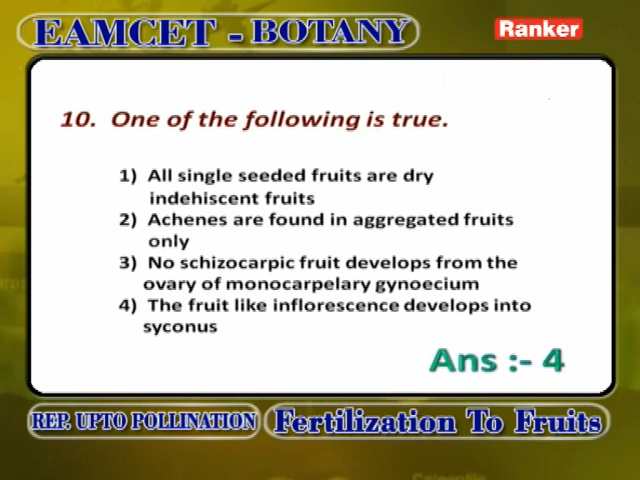 EAMCET - BOTANY
Ranker
10. One of the following is true.
1) All single seeded fruits are dry
indehiscent fruits
2) Achenes are found in aggregated fruits
only
3) No schizocarpic fruit develops from the
ovary of monocarpelary gynoecium
4) The fruit like inflorescence develops into
syconus
Ans :- 4
REP. UPTO POLLINATION
Fertilization To Fruits